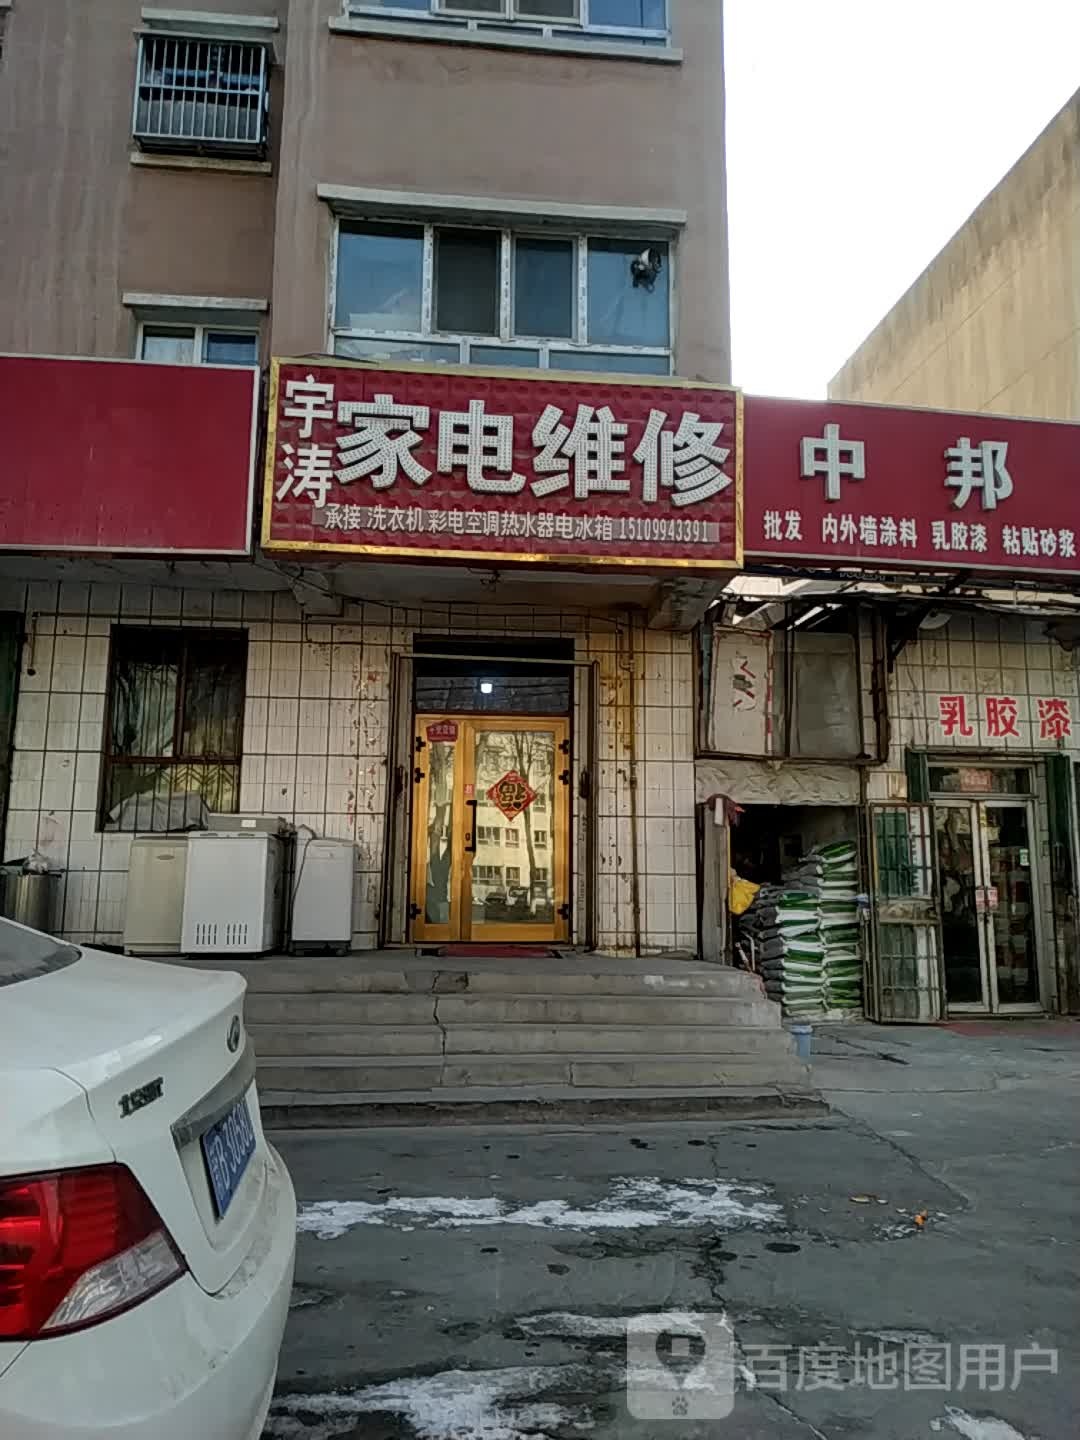 宇涛
家电维修
承接 洗衣机 彩电空调热水器电冰箱 15109943391
中邦
批发 内外墙涂料 乳胶漆 粘贴砂浆
乳胶漆
福
百度地图用户